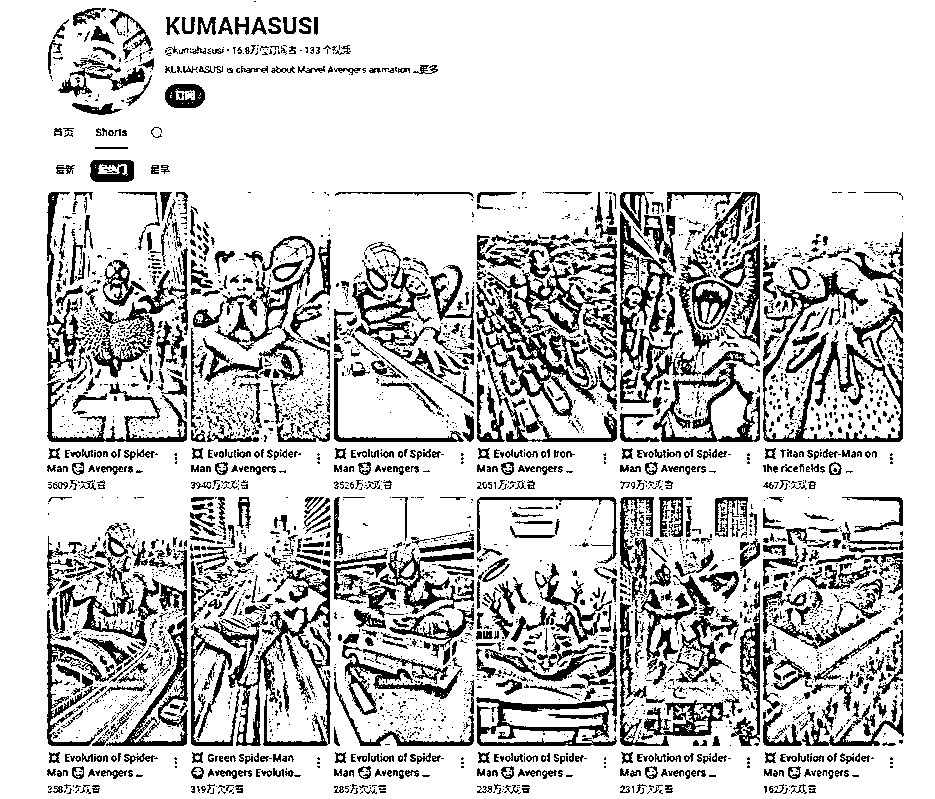 KUMAHASUSI
@kumahasusi · 16.8万位订阅者 · 133 个视频
KUMAHASUSI is channel about Marvel Avengers animation ...更多
订阅
首页 Shorts
最新 最热门 最早
Evolution of Spider- Evolution of Spider- Evolution of Spider- Evolution of Iron- Evolution of Spider- Titan Spider-Man on
Man Avengers ... Man Avengers ... Man Avengers ... Man Avengers ... Man Avengers ... the ricefields ...
5609万次观看 3940万次观看 3526万次观看 2051万次观看 779万次观看 467万次观看
Evolution of Spider- Green Spider-Man Evolution of Spider- Evolution of Spider- Evolution of Spider- Evolution of Spider-
Man Avengers ... Avengers Evolutio... Man Avengers ... Man Avengers ... Man Avengers ... Man Avengers ...
358万次观看 319万次观看 285万次观看 238万次观看 231万次观看 162万次观看